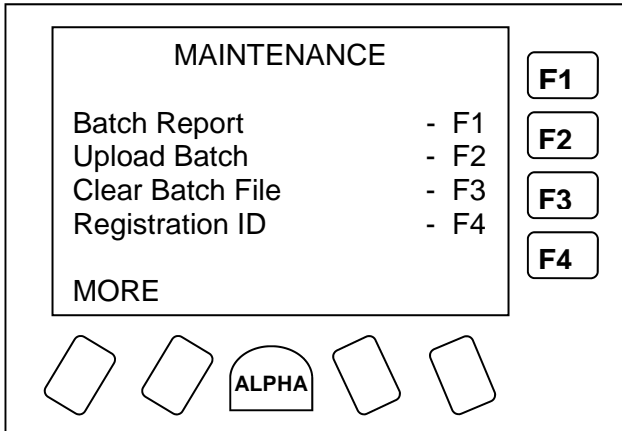 MAINTENANCE
Batch Report - F1
Upload Batch - F2
Clear Batch File - F3
Registration ID - F4
MORE
F1
F2
F3
F4
ALPHA